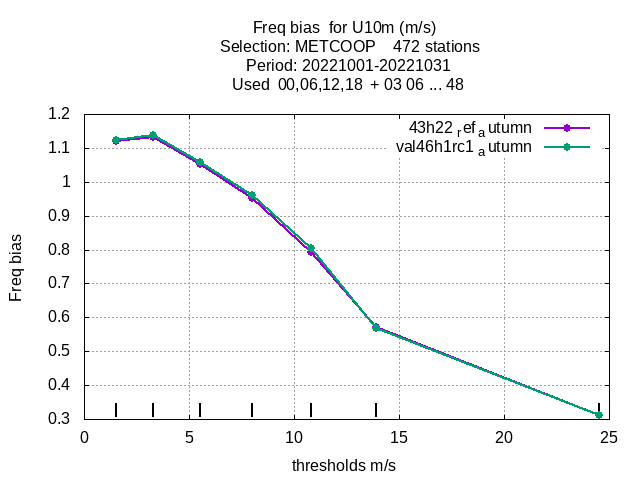 Freq bias  for U10m (m/s)
Selection: METCOOP    472 stations
Period: 20221001-20221031
Used  00,06,12,18  + 03 06 ... 48
43h22 ref autumn
val46h1rc1 autumn
Freq bias
1.2
1.1
1
0.9
0.8
0.7
0.6
0.5
0.4
0.3
0 5 10 15 20 25
thresholds m/s